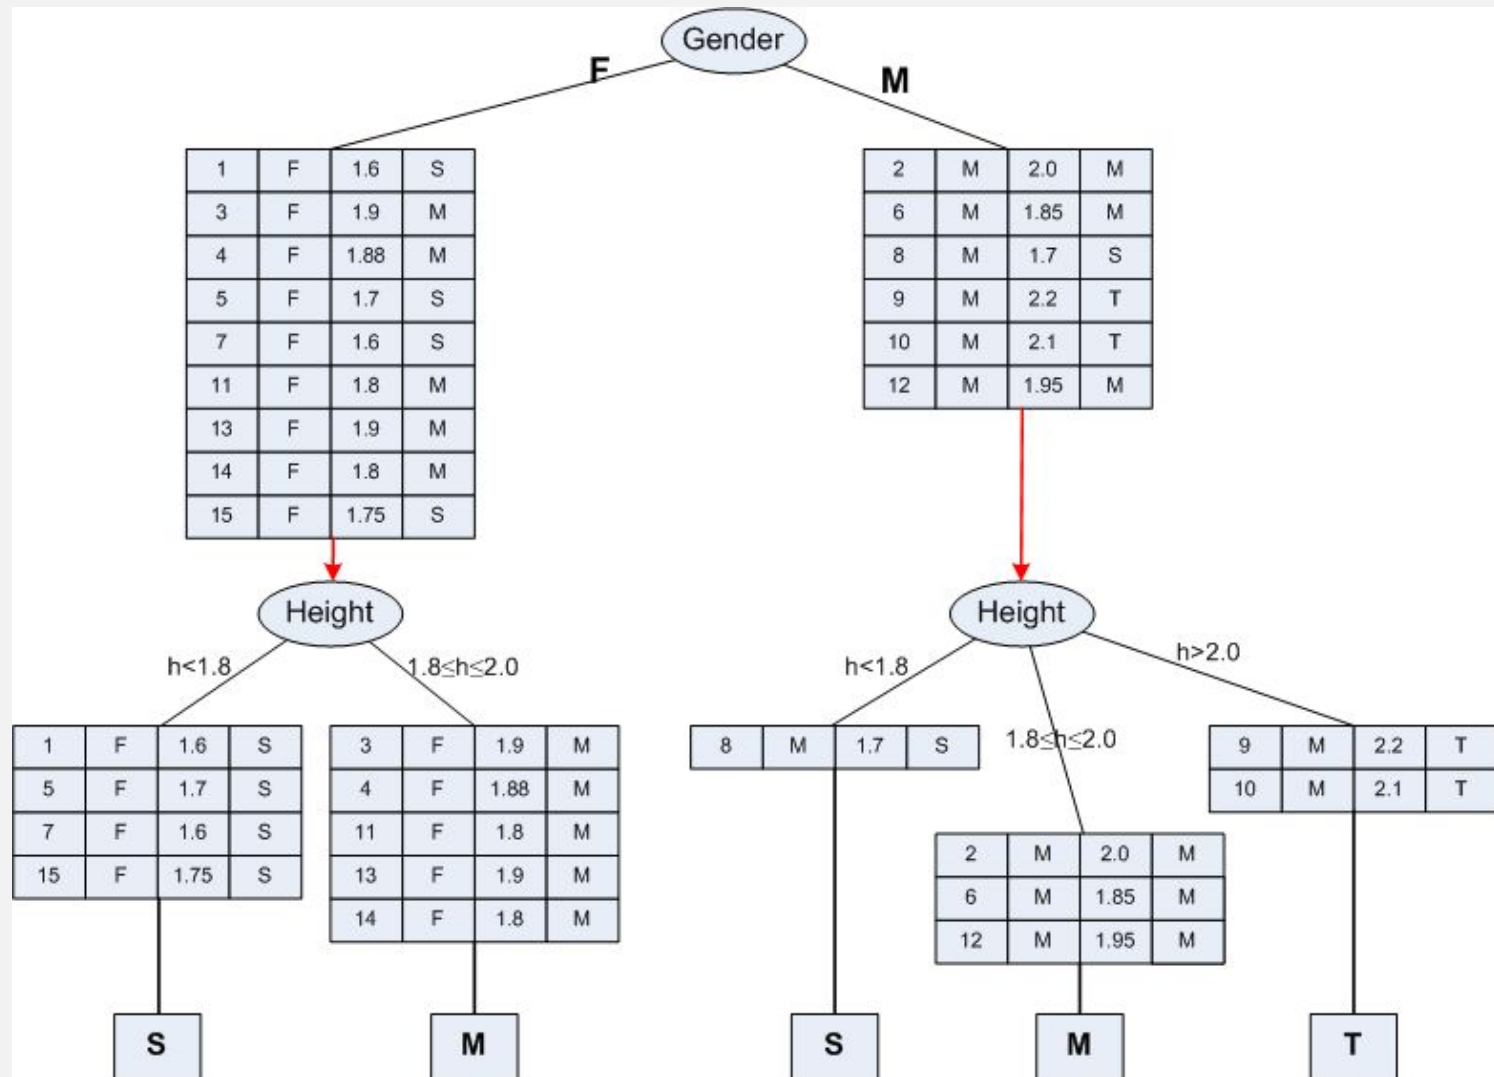 Gender
F
M
1 F 1.6 S
3 F 1.9 M
4 F 1.88 M
5 F 1.7 S
7 F 1.6 S
11 F 1.8 M
13 F 1.9 M
14 F 1.8 M
15 F 1.75 S
2 M 2.0 M
6 M 1.85 M
8 M 1.7 S
9 M 2.2 T
10 M 2.1 T
12 M 1.95 M
Height
h<1.8
1.8≤h≤2.0
1 F 1.6 S
5 F 1.7 S
7 F 1.6 S
15 F 1.75 S
3 F 1.9 M
4 F 1.88 M
11 F 1.8 M
13 F 1.9 M
14 F 1.8 M
S
M
Height
h<1.8
1.8≤h≤2.0
h>2.0
8 M 1.7 S
2 M 2.0 M
6 M 1.85 M
12 M 1.95 M
9 M 2.2 T
10 M 2.1 T
S
M
T